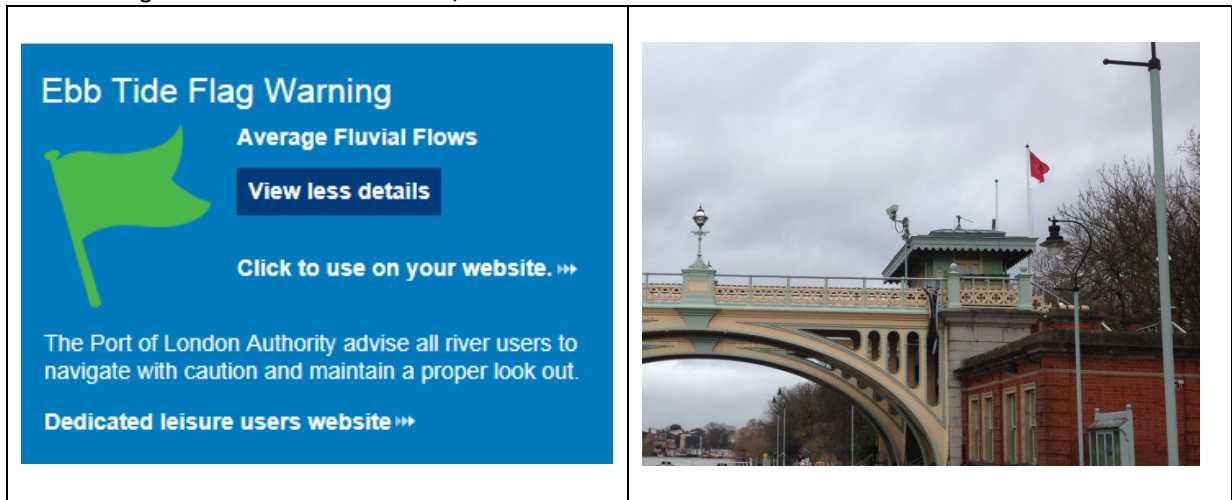 Ebb Tide Flag Warning
Average Fluvial Flows
View less details
Click to use on your website.
The Port of London Authority advise all river users to
navigate with caution and maintain a proper look out.
Dedicated leisure users website